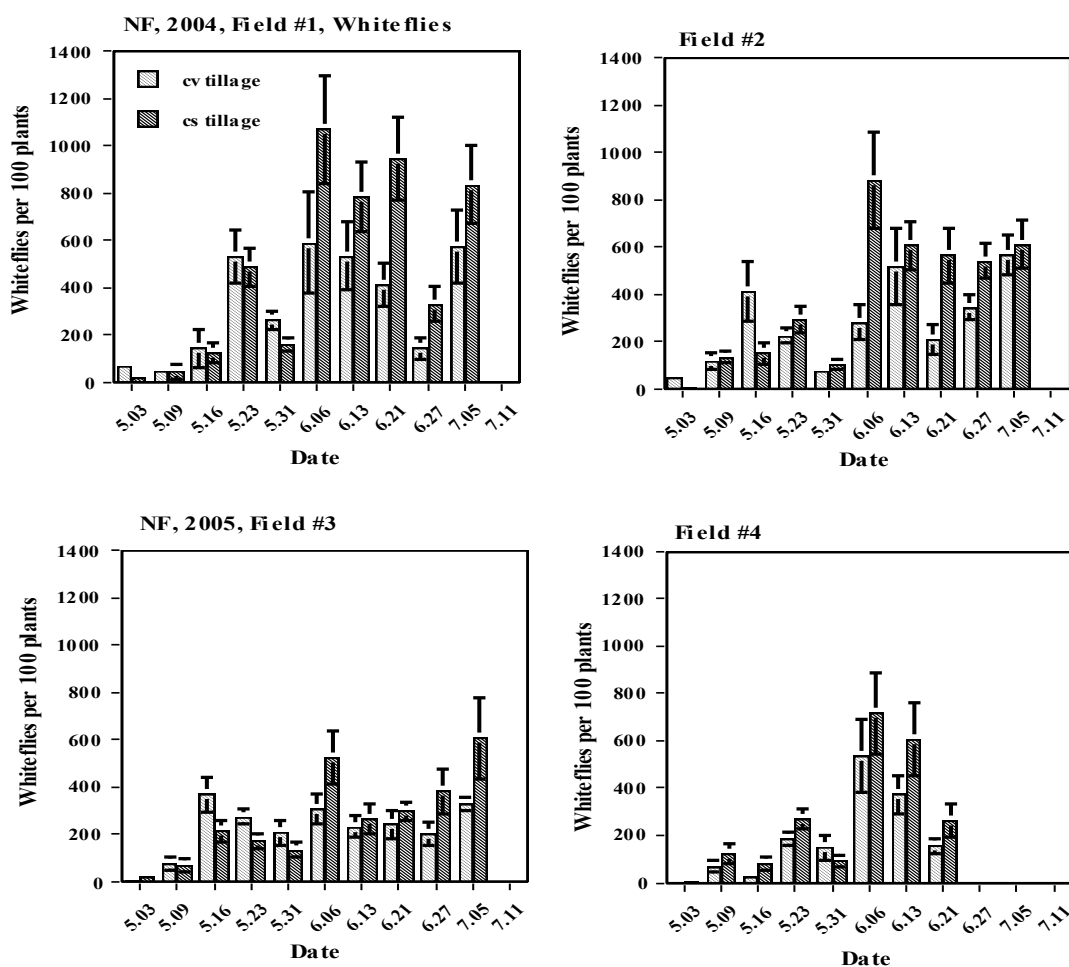 NF, 2004, Field #1, Whiteflies
1400
1200
1000
800
600
400
200
0
Whiteflies per 100 plants
cv tillage
cs tillage
5.03 5.09 5.16 5.23 5.31 6.06 6.13 6.21 6.27 7.05 7.11
Date
Field #2
1400
1200
1000
800
600
400
200
0
Whiteflies per 100 plants
5.03 5.09 5.16 5.23 5.31 6.06 6.13 6.21 6.27 7.05 7.11
Date
NF, 2005, Field #3
1400
1200
1000
800
600
400
200
0
Whiteflies per 100 plants
5.03 5.09 5.16 5.23 5.31 6.06 6.13 6.21 6.27 7.05 7.11
Date
Field #4
1400
1200
1000
800
600
400
200
0
Whiteflies per 100 plants
5.03 5.09 5.16 5.23 5.31 6.06 6.13 6.21 6.27 7.05 7.11
Date